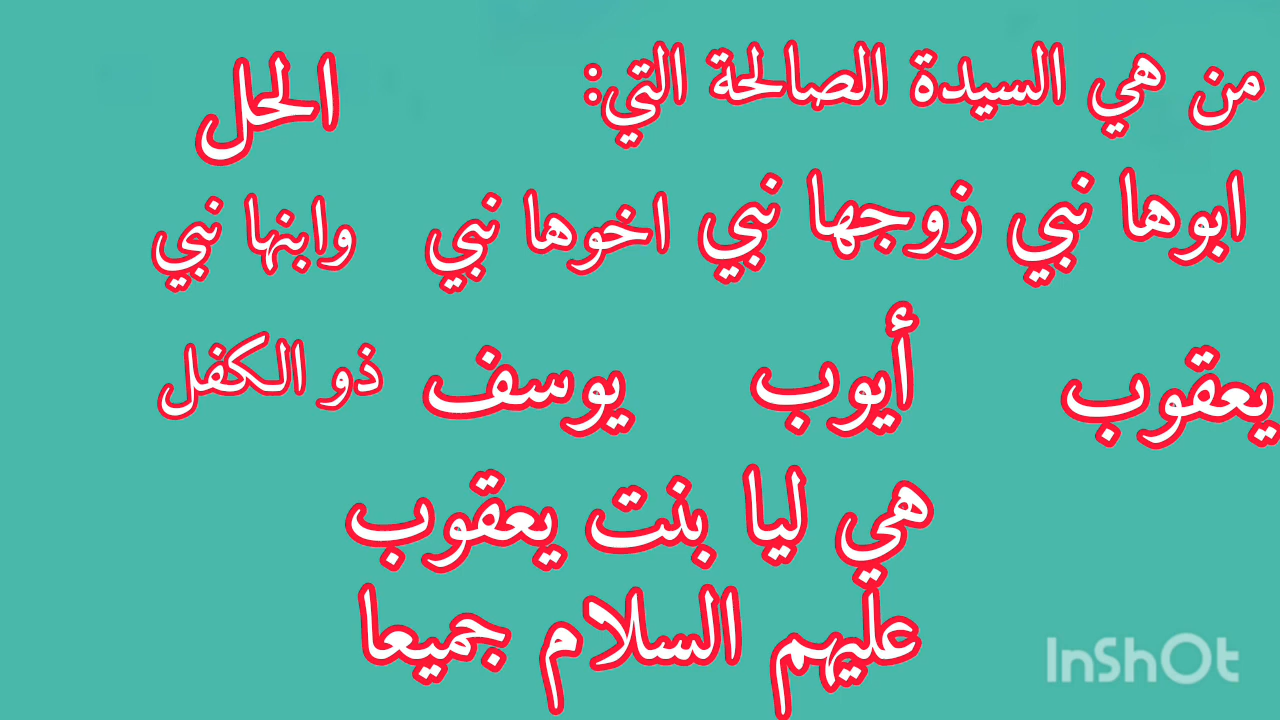 من هي السيدة الصالحة التي: الحل
ابوها نبي زوجها نبي اخوها نبي وابنها نبي
يعقوب أيوب يوسف ذو الكفل
هي ليا بنت يعقوب
عليهم السلام جميعا
InShOt